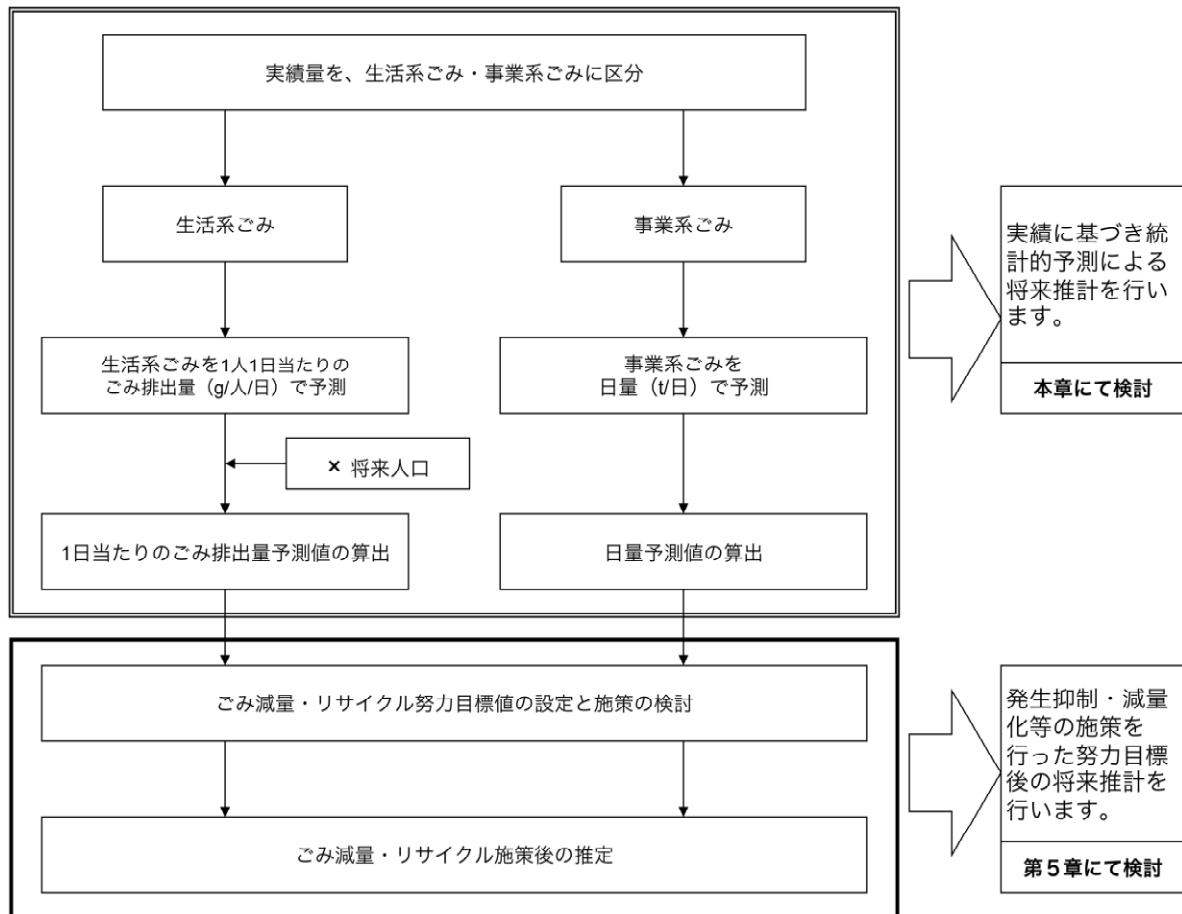 実績量を、生活系ごみ・事業系ごみに区分
生活系ごみ
事業系ごみ
生活系ごみを1人1日当たりの
ごみ排出量（g/人/日）で予測
事業系ごみを
日量（t/日）で予測
× 将来人口
1日当たりのごみ排出量予測値の算出
日量予測値の算出
実績に基づき統
計的予測による
将来推計を行い
ます。
本章にて検討
ごみ減量・リサイクル努力目標値の設定と施策の検討
ごみ減量・リサイクル施策後の推定
発生抑制・減量
化等の施策を
行った努力目標
後の将来推計を
行います。
第５章にて検討